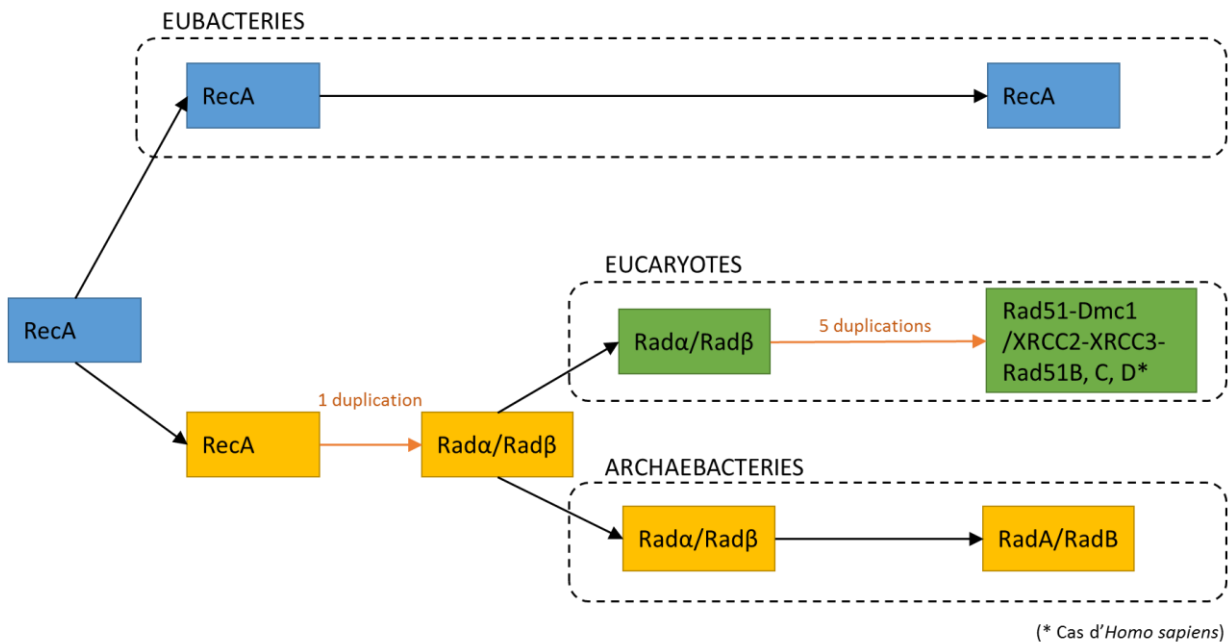 EUBACTERIES
RecA
RecA
RecA
EUCARYOTES
Radα/Radβ
5 duplications
Rad51-Dmc1
/XRCC2-XRCC3-
Rad51B, C, D*
RecA
1 duplication
Radα/Radβ
ARCHAEBACTERIES
Radα/Radβ
RadA/RadB
(* Cas d'Homo sapiens)